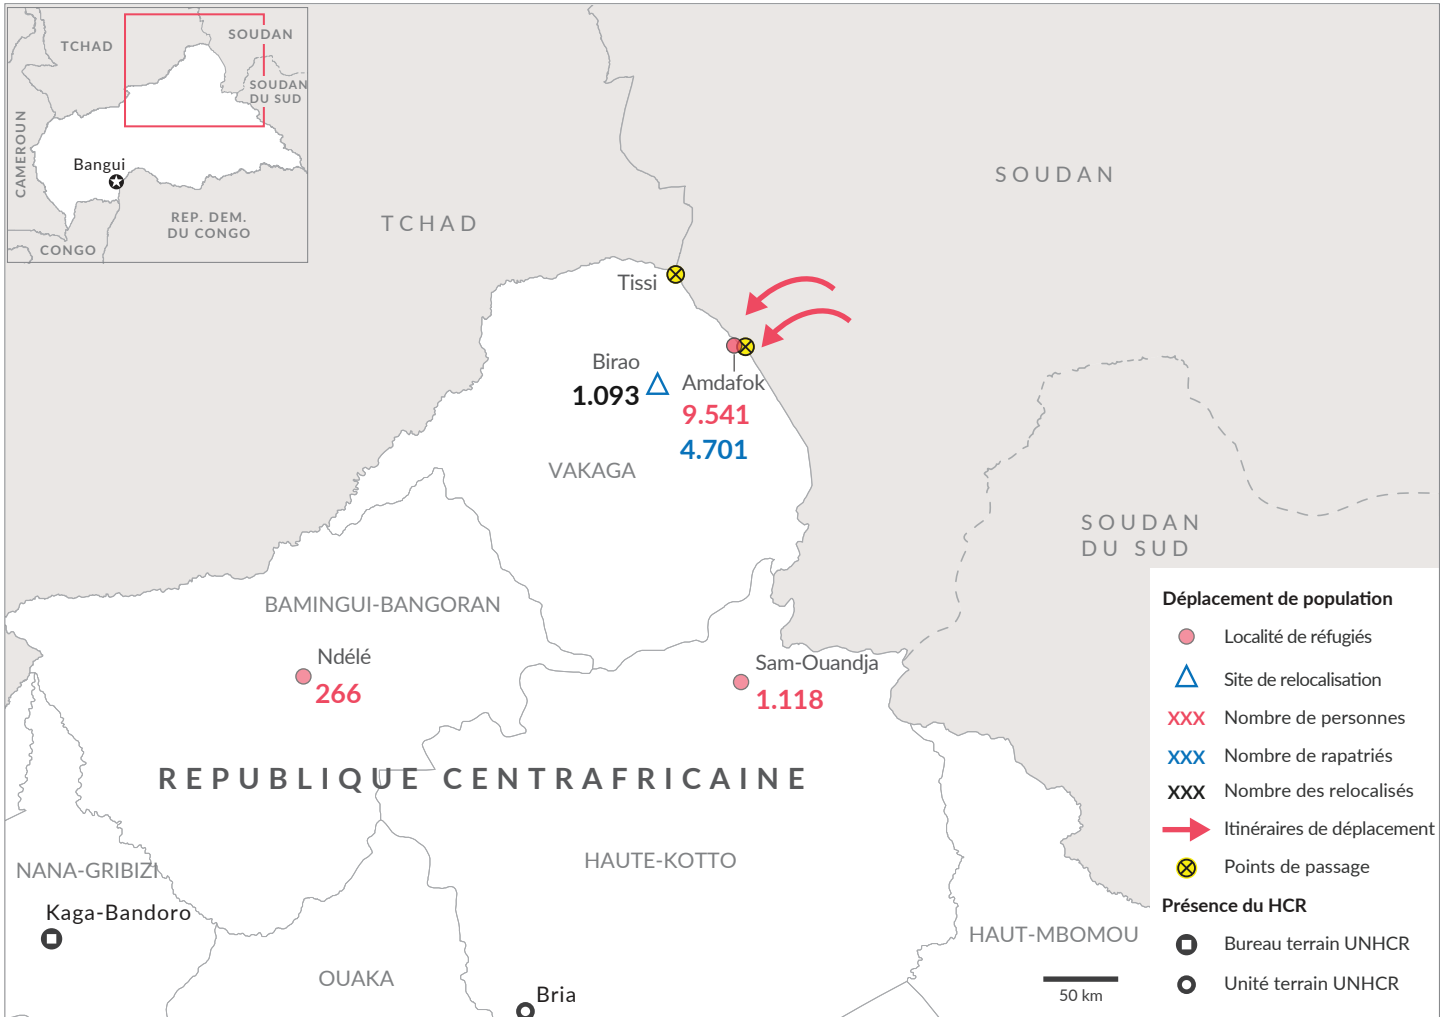 TCHAD
SOUDAN
SOUDAN
DU SUD
CAMEROUN
Bangui
REP. DEM.
DU CONGO
CONGO
TCHAD
SOUDAN
Tissi
Birao
1.093
Amdafok
9.541
4.701
VAKAGA
SOUDAN
DU SUD
BAMINGUI-BANGORAN
Ndélé
266
Sam-Ouandja
1.118
REPUBLIQUE CENTRAFRICAINE
NANA-GRIBIZI
HAUTE-KOTTO
Kaga-Bandoro
HAUT-MBOMOU
OUAKA
Bria
50 km
Déplacement de population
Localité de réfugiés
Site de relocalisation
XXX Nombre de personnes
XXX Nombre de rapatriés
XXX Nombre des relocalisés
Itinéraires de déplacement
Points de passage
Présence du HCR
Bureau terrain UNHCR
Unité terrain UNHCR